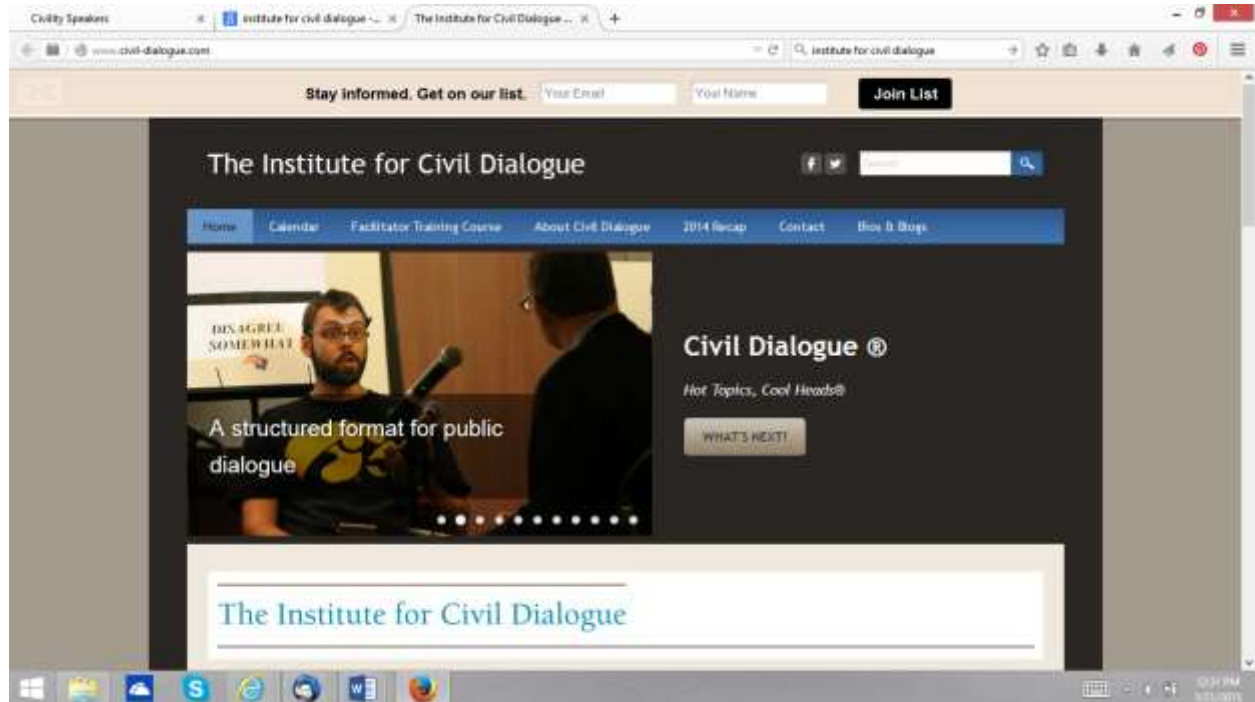 Civility Speakers
institute for civil dialogue -...
The Institute for Civil Dialogue ...
www.civil-dialogue.com
institute for civil dialogue
Stay informed. Get on our list.
Your Email
Your Name
Join List
The Institute for Civil Dialogue
Search
Home
Calendar
Facilitator Training Course
About Civil Dialogue
2014 Recap
Contact
Bios & Blogs
DISAGREE
SOMEWHAT
A structured format for public
dialogue
Civil Dialogue ®
Hot Topics, Cool Heads®
WHAT'S NEXT!
The Institute for Civil Dialogue